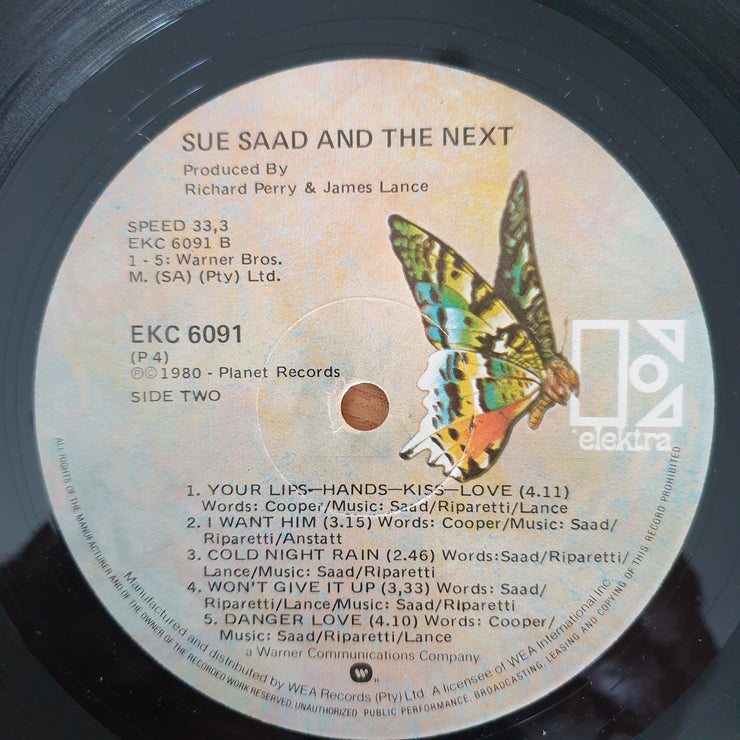 SUE SAAD AND THE NEXT
Produced By
Richard Perry & James Lance
SPEED 33,3
EKC 6091 B
1 - 5: Warner Bros.
M. (SA) (Pty) Ltd.
EKC 6091
(P 4)
℗©1980 - Planet Records
SIDE TWO
elektra
1. YOUR LIPS—HANDS—KISS—LOVE (4.11)
Words: Cooper/Music: Saad/Riparetti/Lance
2. I WANT HIM (3.15) Words: Cooper/Music: Saad/
Riparetti/Anstatt
3. COLD NIGHT RAIN (2.46) Words:Saad/Riparetti/
Lance/Music: Saad/Riparetti
4. WON'T GIVE IT UP (3,33) Words: Saad/
Riparetti/Lance/Music: Saad/Riparetti
5. DANGER LOVE (4.10) Words: Cooper/
Music: Saad/Riparetti/Lance
a Warner Communications Company
Manufactured and distributed by WEA Records (Pty) Ltd. A licensee of WEA International Inc
ALL RIGHTS OF THE MANUFACTURER AND OF THE OWNER OF THE RECORDED WORK RESERVED. UNAUTHORIZED PUBLIC PERFORMANCE, BROADCASTING, LEASING AND COPYING OF THIS RECORD PROHIBITED